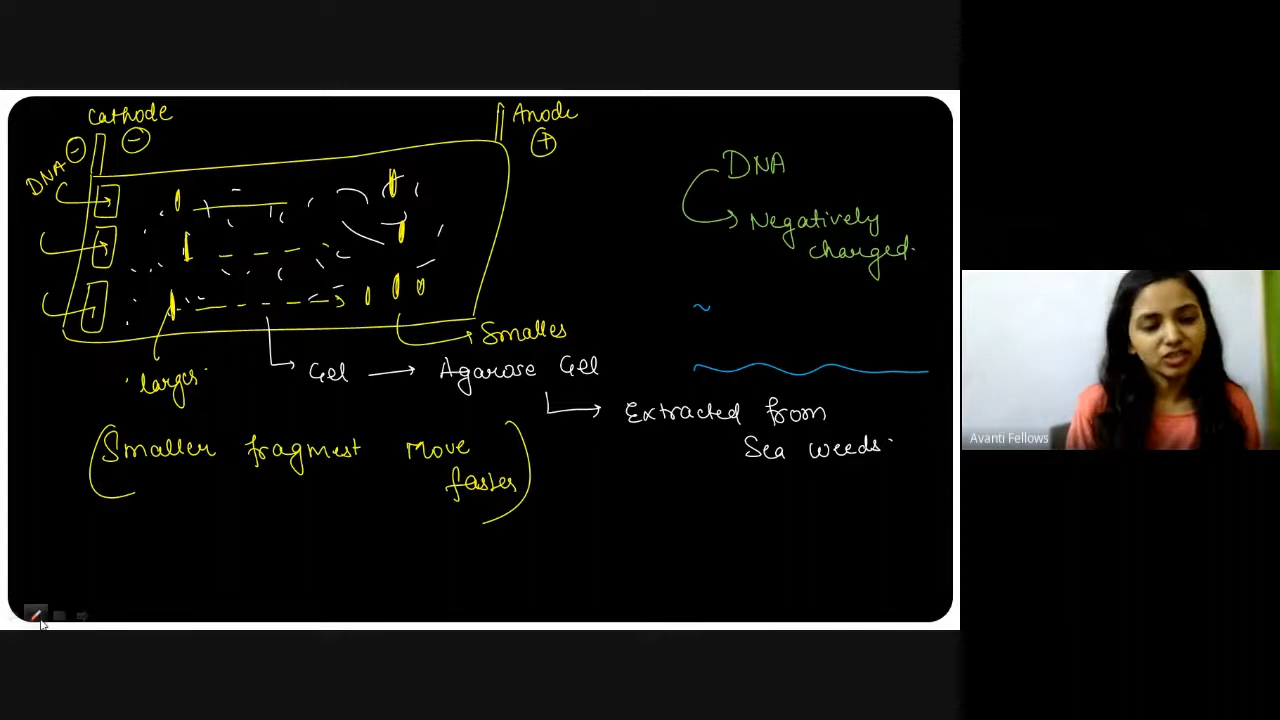 Cathode
Anode
DNA
DNA
Negatively
charged.
Smaller
larger
Gel → Agarose Gel
Extracted from
Sea weeds
(Smaller fragment Move
faster)
Avanti Fellows